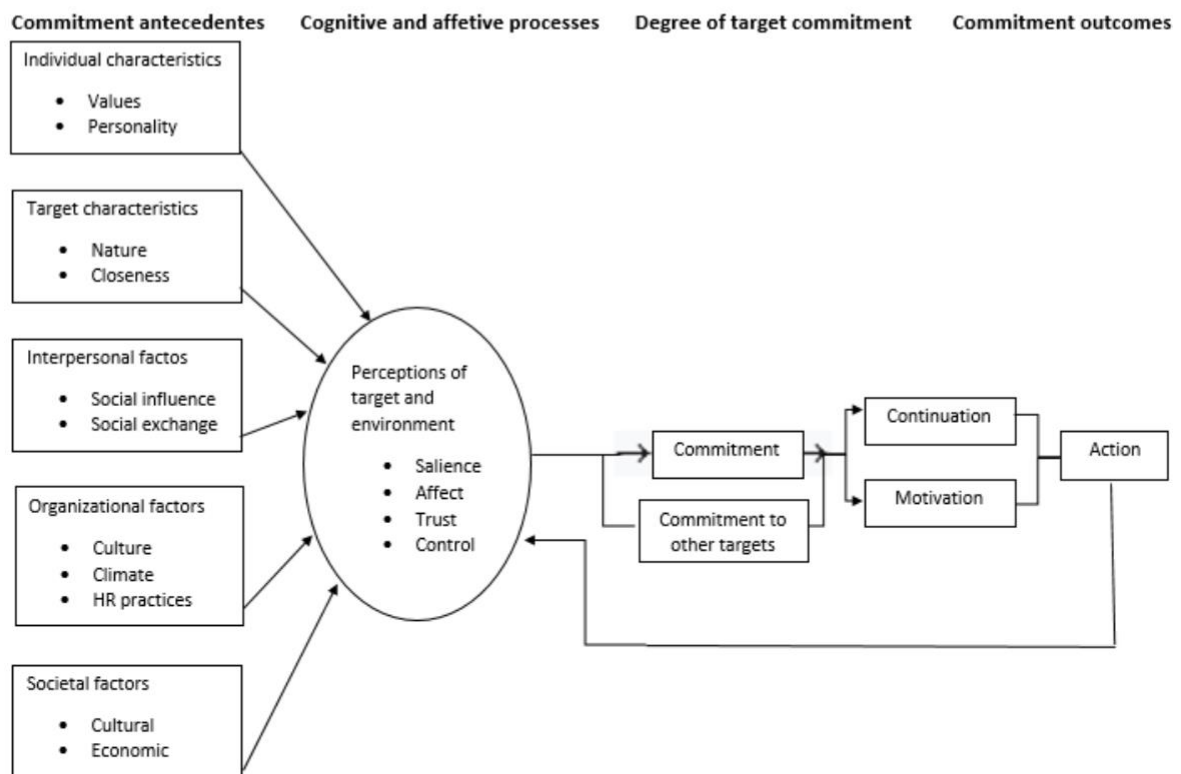 Commitment antecedentes
Cognitive and affetive processes
Degree of target commitment
Commitment outcomes
Individual characteristics
• Values
• Personality
Target characteristics
• Nature
• Closeness
Interpersonal factos
• Social influence
• Social exchange
Organizational factors
• Culture
• Climate
• HR practices
Societal factors
• Cultural
• Economic
Perceptions of
target and
environment
• Salience
• Affect
• Trust
• Control
Commitment
Commitment to
other targets
Continuation
Motivation
Action